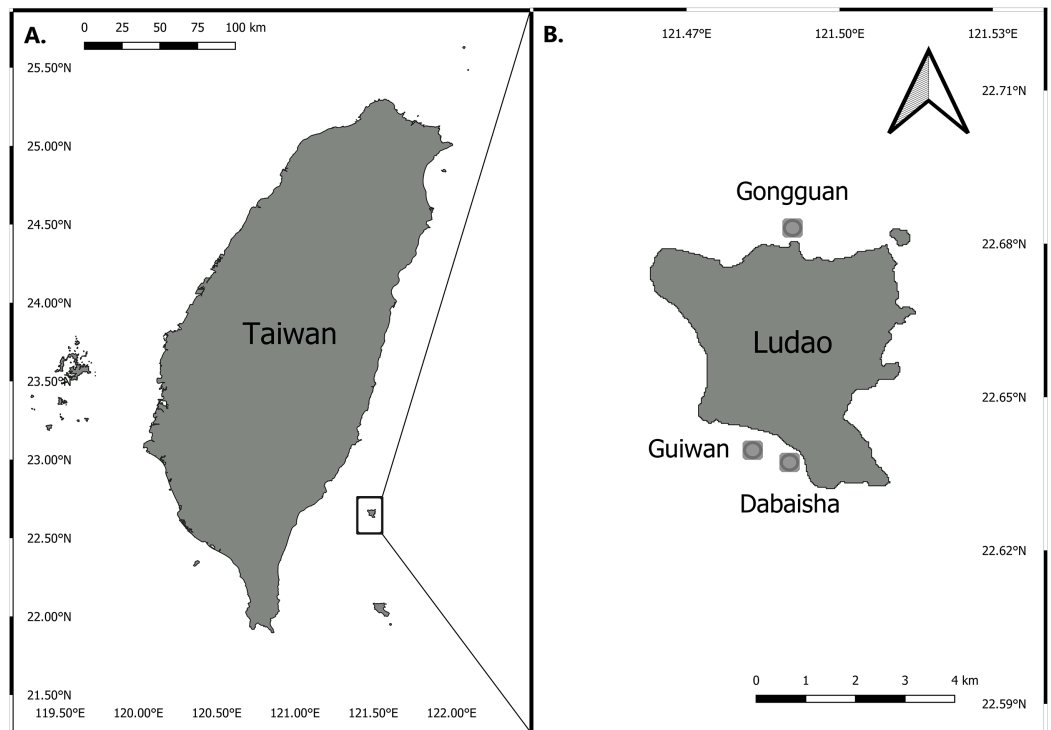 A.
0 25 50 75 100 km
25.50°N
25.00°N
24.50°N
24.00°N
Taiwan
23.50°N
23.00°N
22.50°N
22.00°N
21.50°N
119.50°E 120.00°E 120.50°E 121.00°E 121.50°E 122.00°E
B.
121.47°E 121.50°E 121.53°E
22.71°N
Gongguan
22.68°N
Ludao
22.65°N
Guiwan
Dabaisha
22.62°N
0 1 2 3 4 km
22.59°N